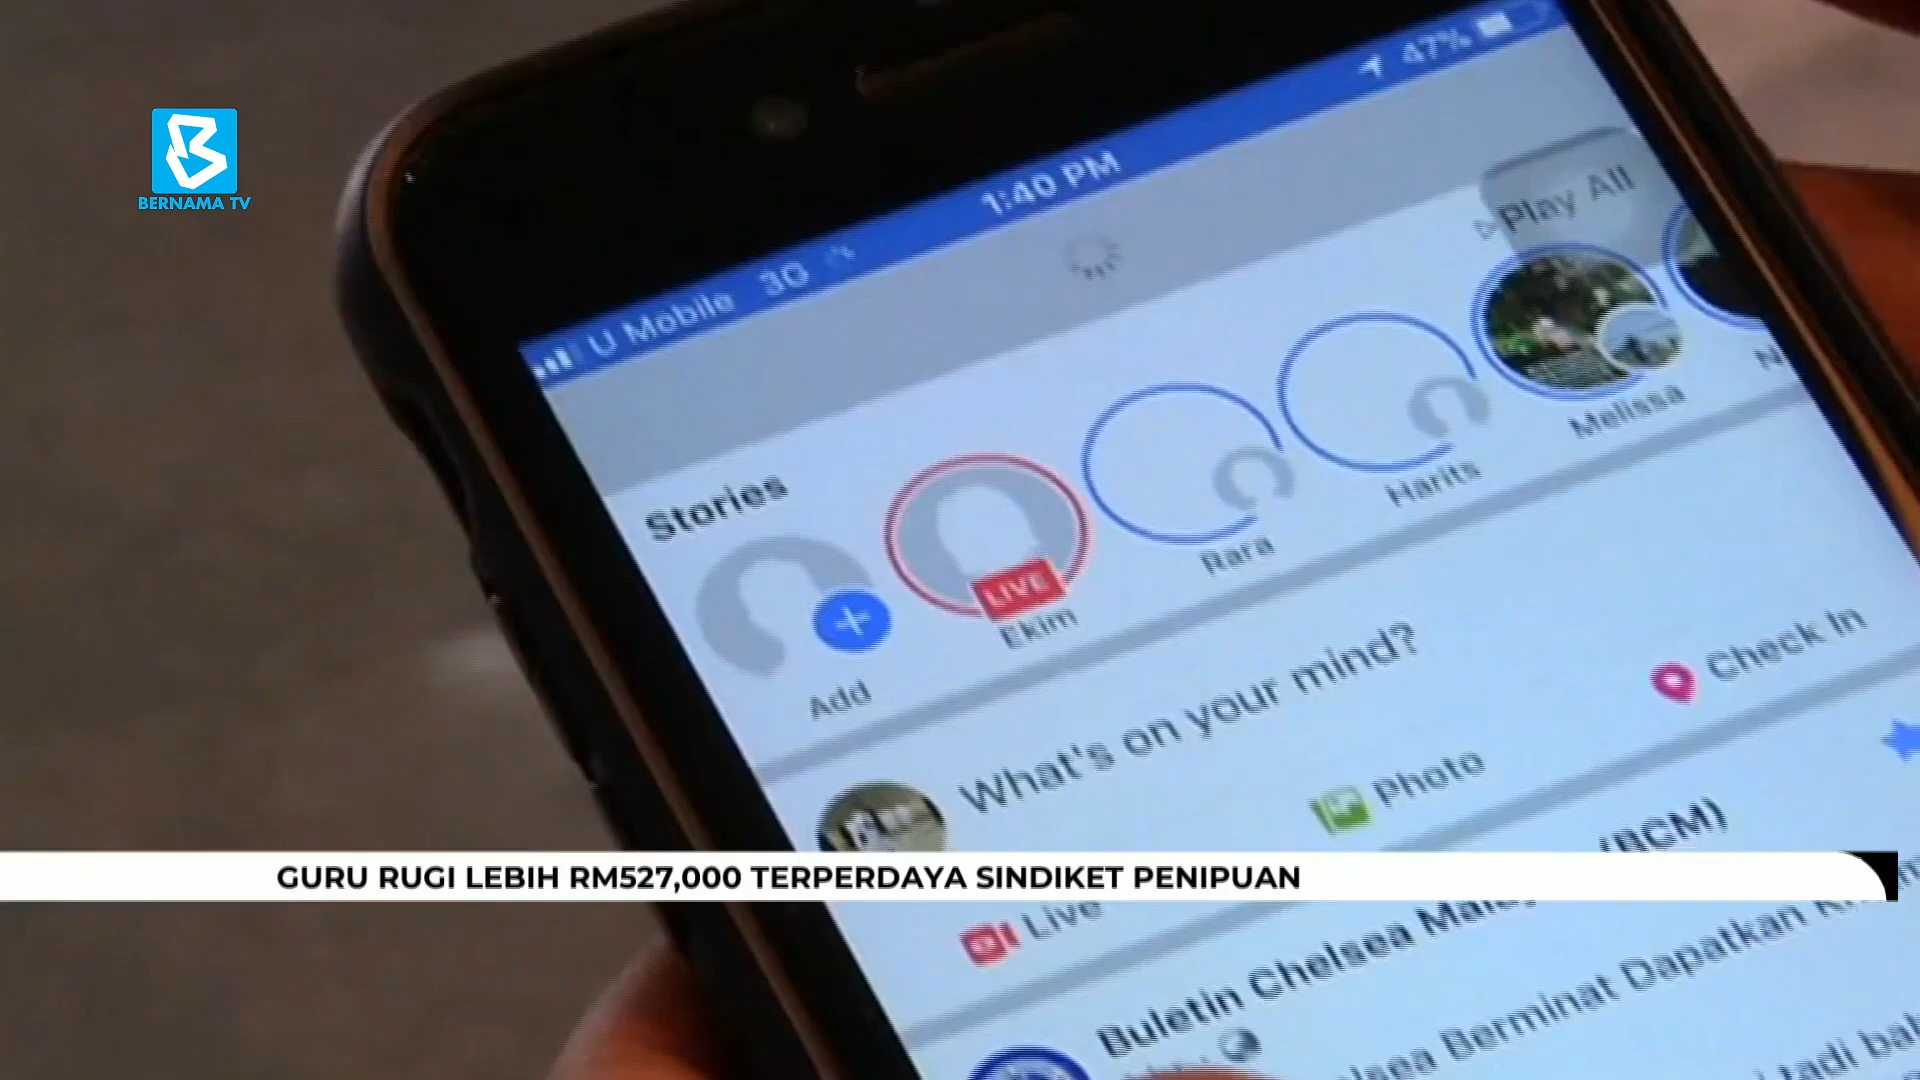 BERNAMA TV
U Mobile 3G 1:40 PM 47%
Play All
Stories
Add
LIVE
Ekim
Rara
Harits
Melissa
What's on your mind?
Live
Photo
Check In
GURU RUGI LEBIH RM527,000 TERPERDAYA SINDIKET PENIPUAN
Buletin Chelsea (BCM)
Berminat Dapatkan